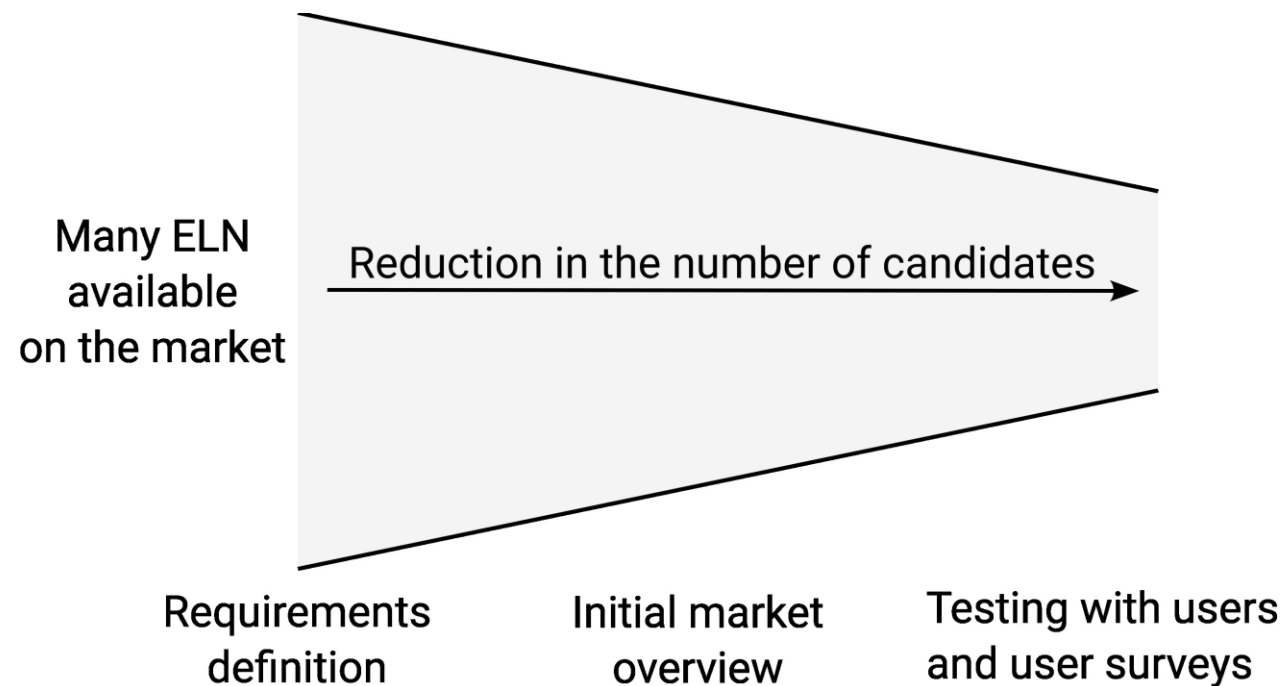 Many ELN
available
on the market
Reduction in the number of candidates
Requirements
definition
Initial market
overview
Testing with users
and user surveys